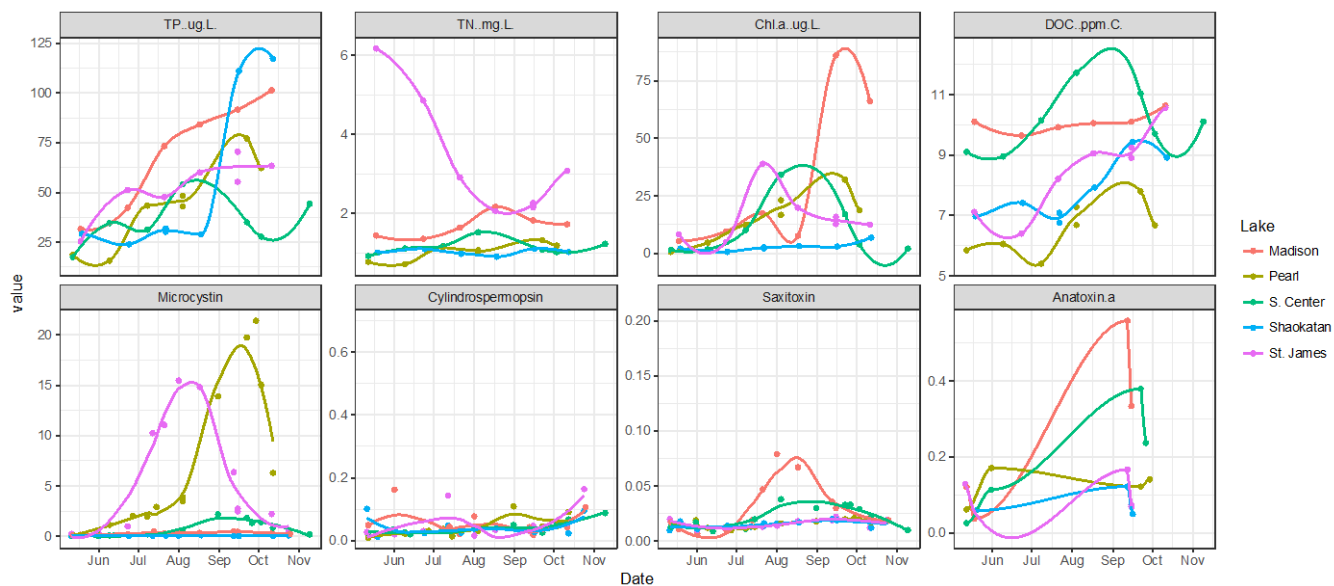 TP..ug.L.
TN..mg.L.
Chl.a..ug.L.
DOC..ppm.C.
125
100
75
50
25
6
4
2
75
50
25
0
11
9
7
5
Microcystin
Cylindrospermopsin
Saxitoxin
Anatoxin.a
20
15
10
5
0
0.6
0.4
0.2
0.0
0.20
0.15
0.10
0.05
0.00
0.4
0.2
0.0
Jun Jul Aug Sep Oct Nov
Jun Jul Aug Sep Oct Nov
Jun Jul Aug Sep Oct Nov
Jun Jul Aug Sep Oct Nov
value
Date
Lake
Madison
Pearl
S. Center
Shaokatan
St. James